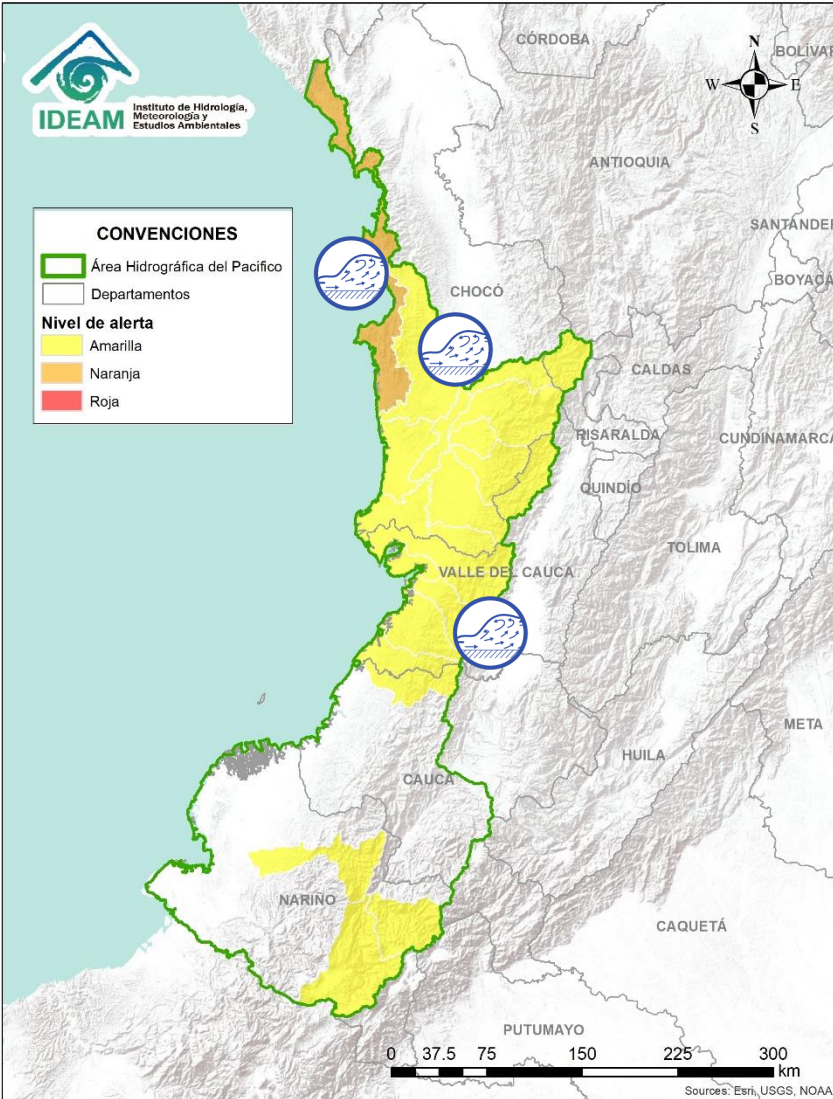 IDEAM
Instituto de Hidrología,
Meteorología y
Estudios Ambientales
N
W
E
S
CÓRDOBA
BOLÍVAR
ANTIOQUIA
SANTANDER
BOYACÁ
CONVENCIONES
Área Hidrográfica del Pacifico
Departamentos
Nivel de alerta
Amarilla
Naranja
Roja
CHOCÓ
CALDAS
RISARALDA
CUNDINAMARCA
QUINDÍO
TOLIMA
VALLE DEL CAUCA
META
HUILA
CAUCA
NARIÑO
CAQUETÁ
PUTUMAYO
0 37.5 75 150 225 300
km
Sources: Esri, USGS, NOAA